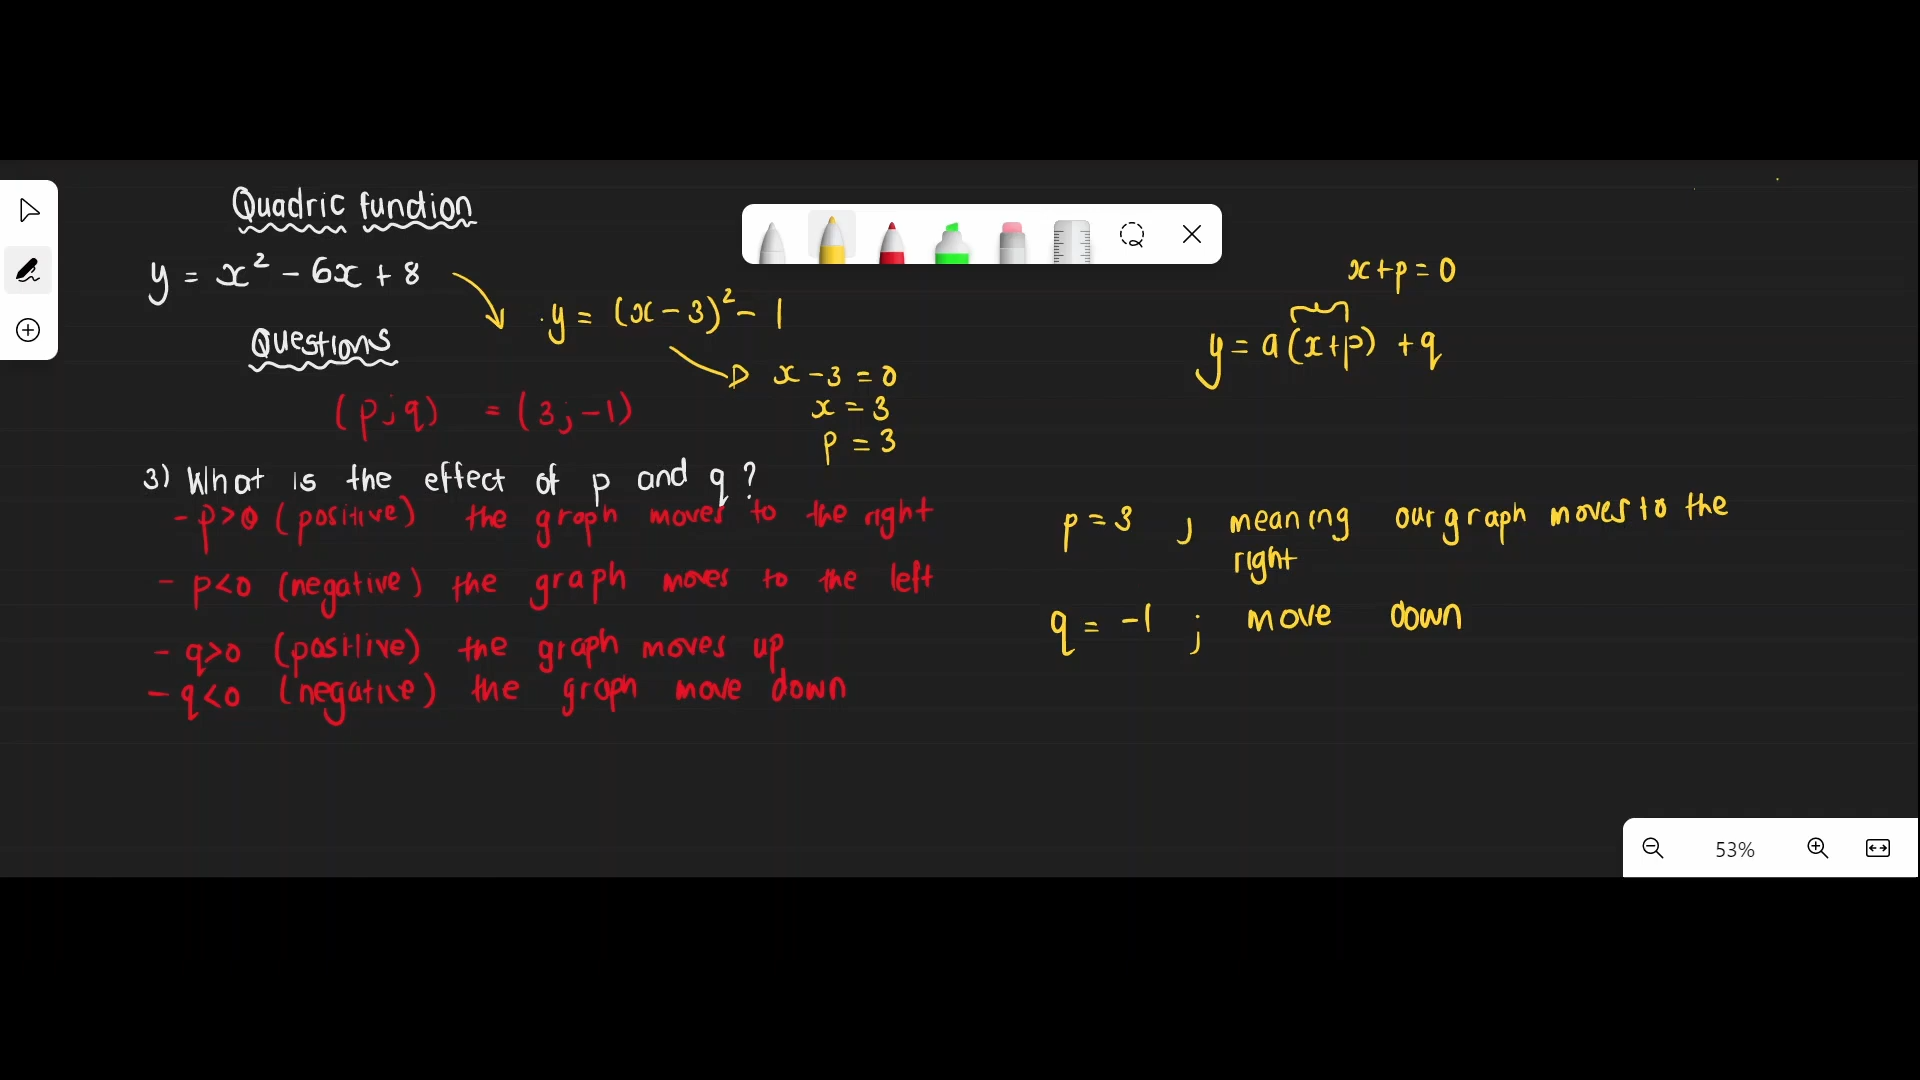 Quadric function
y = x² - 6x + 8
y = (x - 3)² - 1
Questions
x - 3 = 0
x = 3
p = 3
(p ; q) = (3 ; -1)
x + p = 0
y = a(x + p) + q
3) What is the effect of p and q ?
- p > 0 (positive) the graph moves to the right
- p < 0 (negative) the graph moves to the left
- q > 0 (positive) the graph moves up
- q < 0 (negative) the graph move down
p = 3 ; meaning our graph moves to the
right
q = -1 ; move down
53%